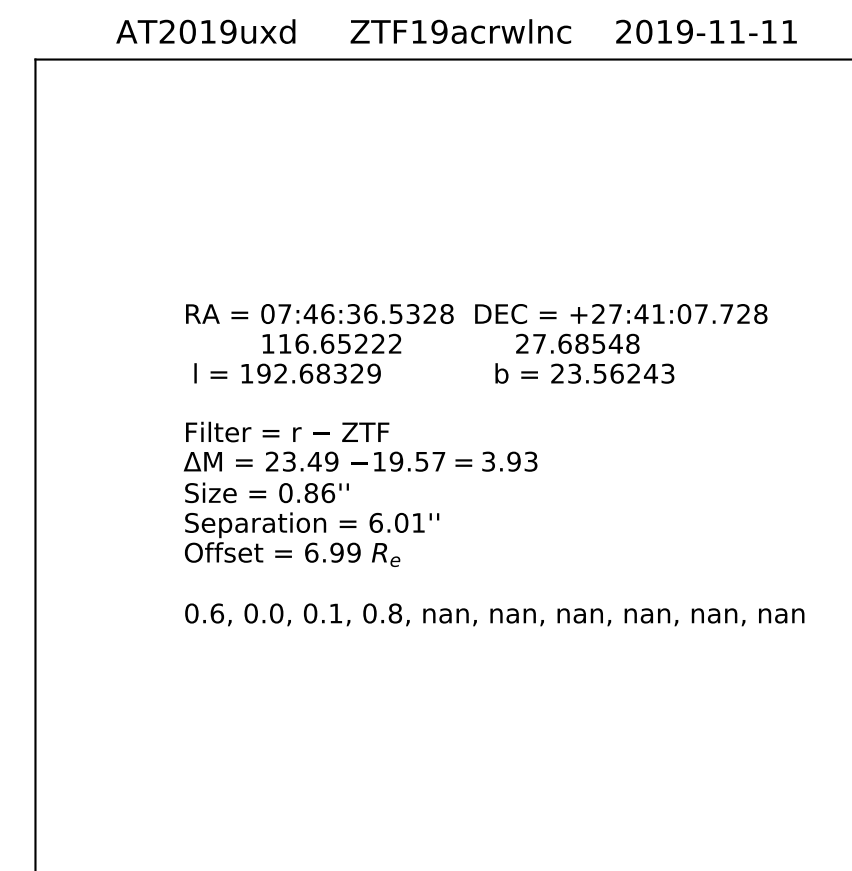 AT2019uxd ZTF19acrwlnc 2019-11-11
RA = 07:46:36.5328 DEC = +27:41:07.728
116.65222 27.68548
l = 192.68329 b = 23.56243
Filter = r − ZTF
ΔM = 23.49 −19.57 = 3.93
Size = 0.86''
Separation = 6.01''
Offset = 6.99 Rₑ
0.6, 0.0, 0.1, 0.8, nan, nan, nan, nan, nan, nan